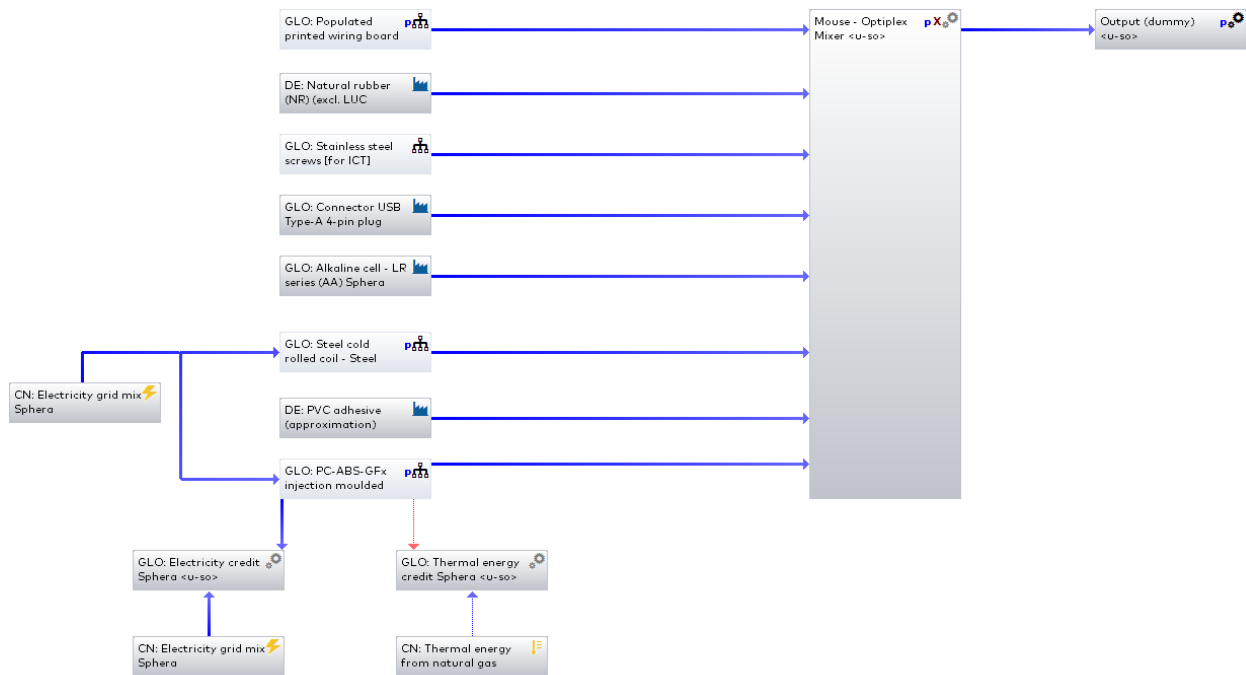 GLO: Populated
printed wiring board
p
Mouse - Optiplex
Mixer <u-so>
p X
Output (dummy)
<u-so>
p
DE: Natural rubber
(NR) (excl. LUC
GLO: Stainless steel
screws [for ICT]
GLO: Connector USB
Type-A 4-pin plug
GLO: Alkaline cell - LR
series (AA) Sphera
GLO: Steel cold
rolled coil - Steel
p
CN: Electricity grid mix
Sphera
DE: PVC adhesive
(approximation)
GLO: PC-ABS-GFx
injection moulded
p
GLO: Electricity credit
Sphera <u-so>
GLO: Thermal energy
credit Sphera <u-so>
CN: Electricity grid mix
Sphera
CN: Thermal energy
from natural gas